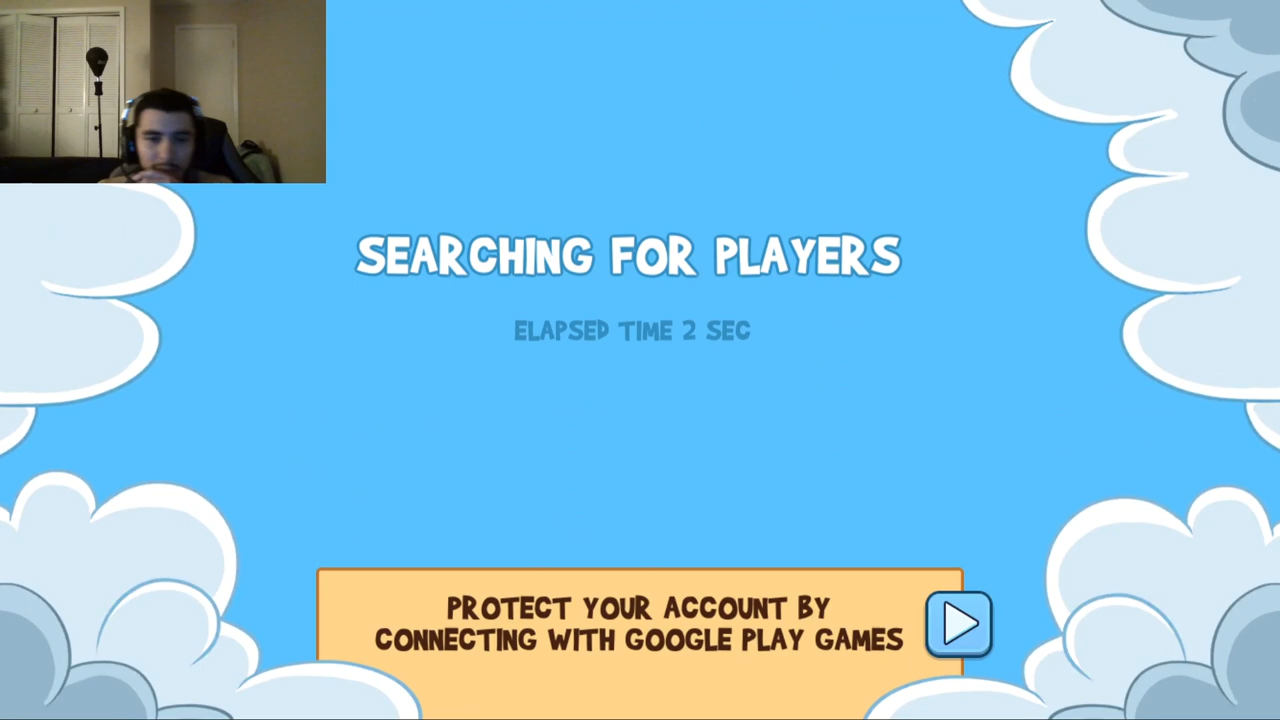 SEARCHING FOR PLAYERS
ELAPSED TIME 2 SEC
PROTECT YOUR ACCOUNT BY
CONNECTING WITH GOOGLE PLAY GAMES